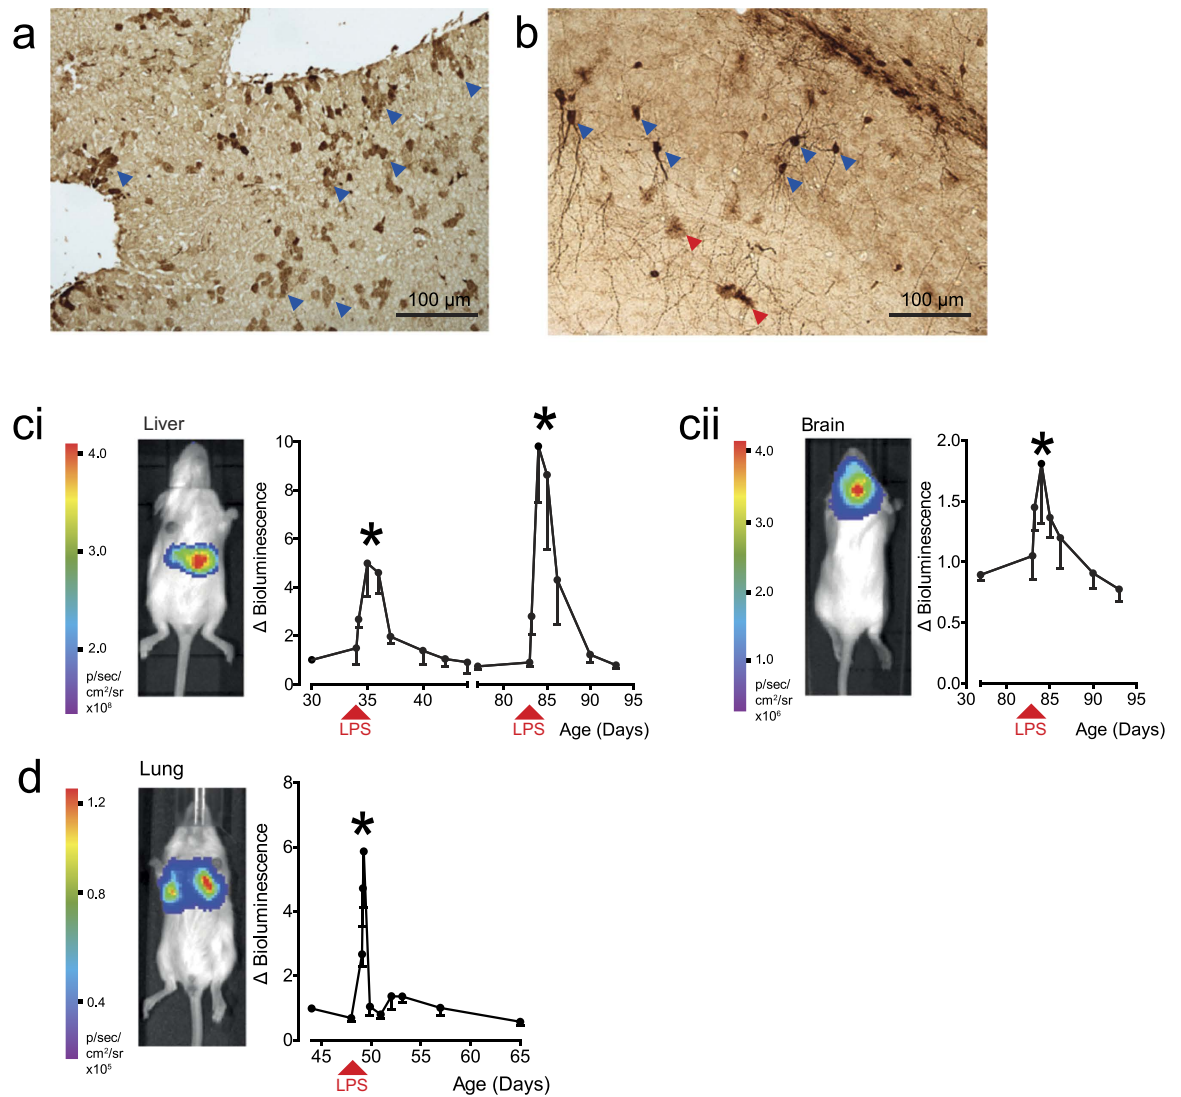 a
100 µm
b
100 µm
ci
Liver
4.0
3.0
2.0
p/sec/
cm²/sr
x10⁸
Δ Bioluminescence
10
8
6
4
2
0
*
*
30
35
40
80
85
90
95
LPS
LPS
Age (Days)
cii
Brain
4.0
3.0
2.0
1.0
p/sec/
cm²/sr
x10⁶
Δ Bioluminescence
2.0
1.5
1.0
0.5
0.0
*
30
80
85
90
95
LPS
Age (Days)
d
Lung
1.2
0.8
0.4
p/sec/
cm²/sr
x10⁵
Δ Bioluminescence
8
6
4
2
0
*
45
50
55
60
65
LPS
Age (Days)